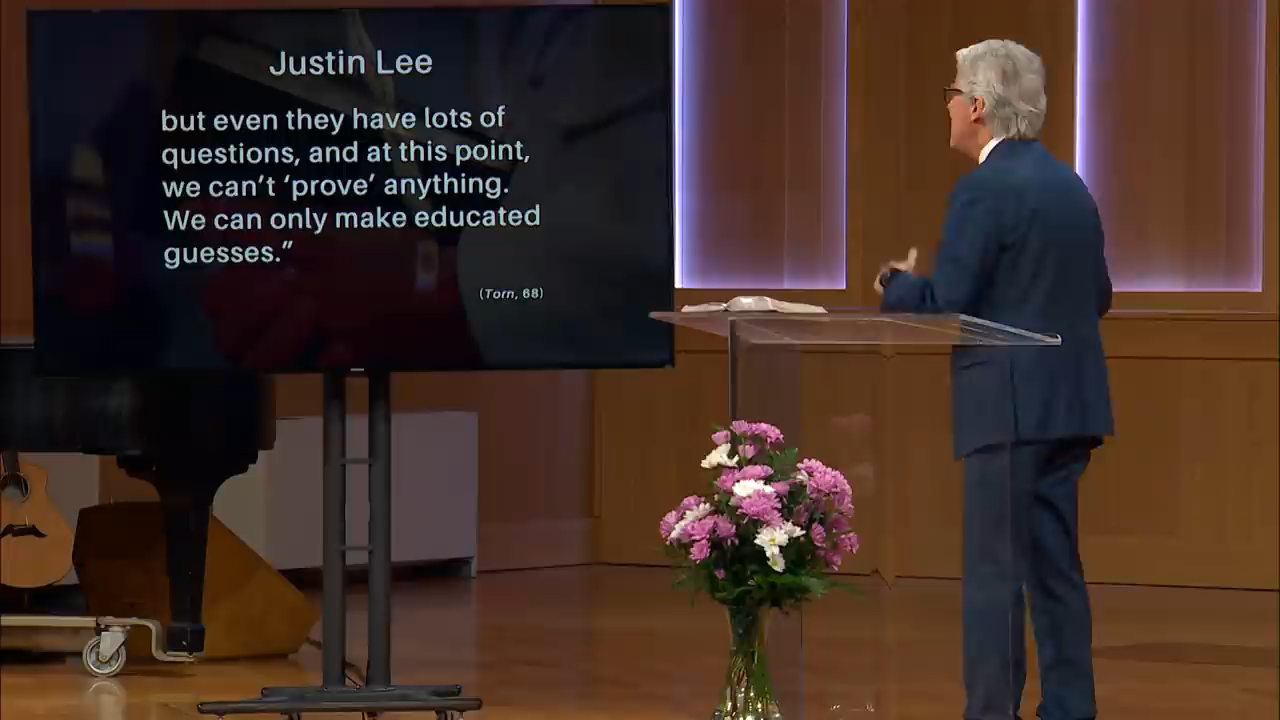 Justin Lee
but even they have lots of
questions, and at this point,
we can’t ‘prove’ anything.
We can only make educated
guesses.”
(Torn, 68)